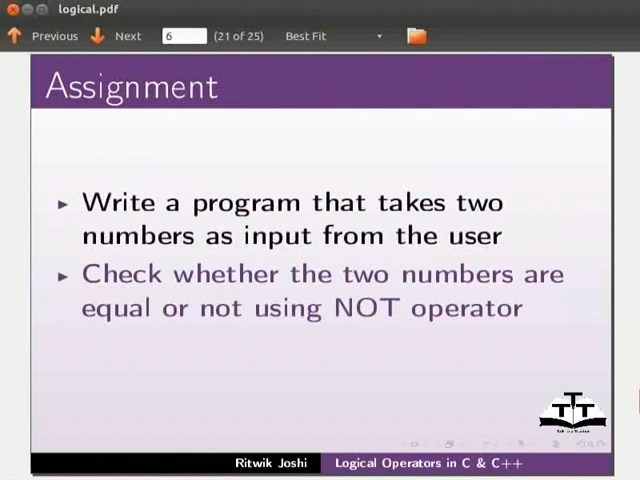 logical.pdf
Previous Next 6 (21 of 25) Best Fit
Assignment
Write a program that takes two
numbers as input from the user
Check whether the two numbers are
equal or not using NOT operator
TTT
Ritwik Joshi Logical Operators in C & C++